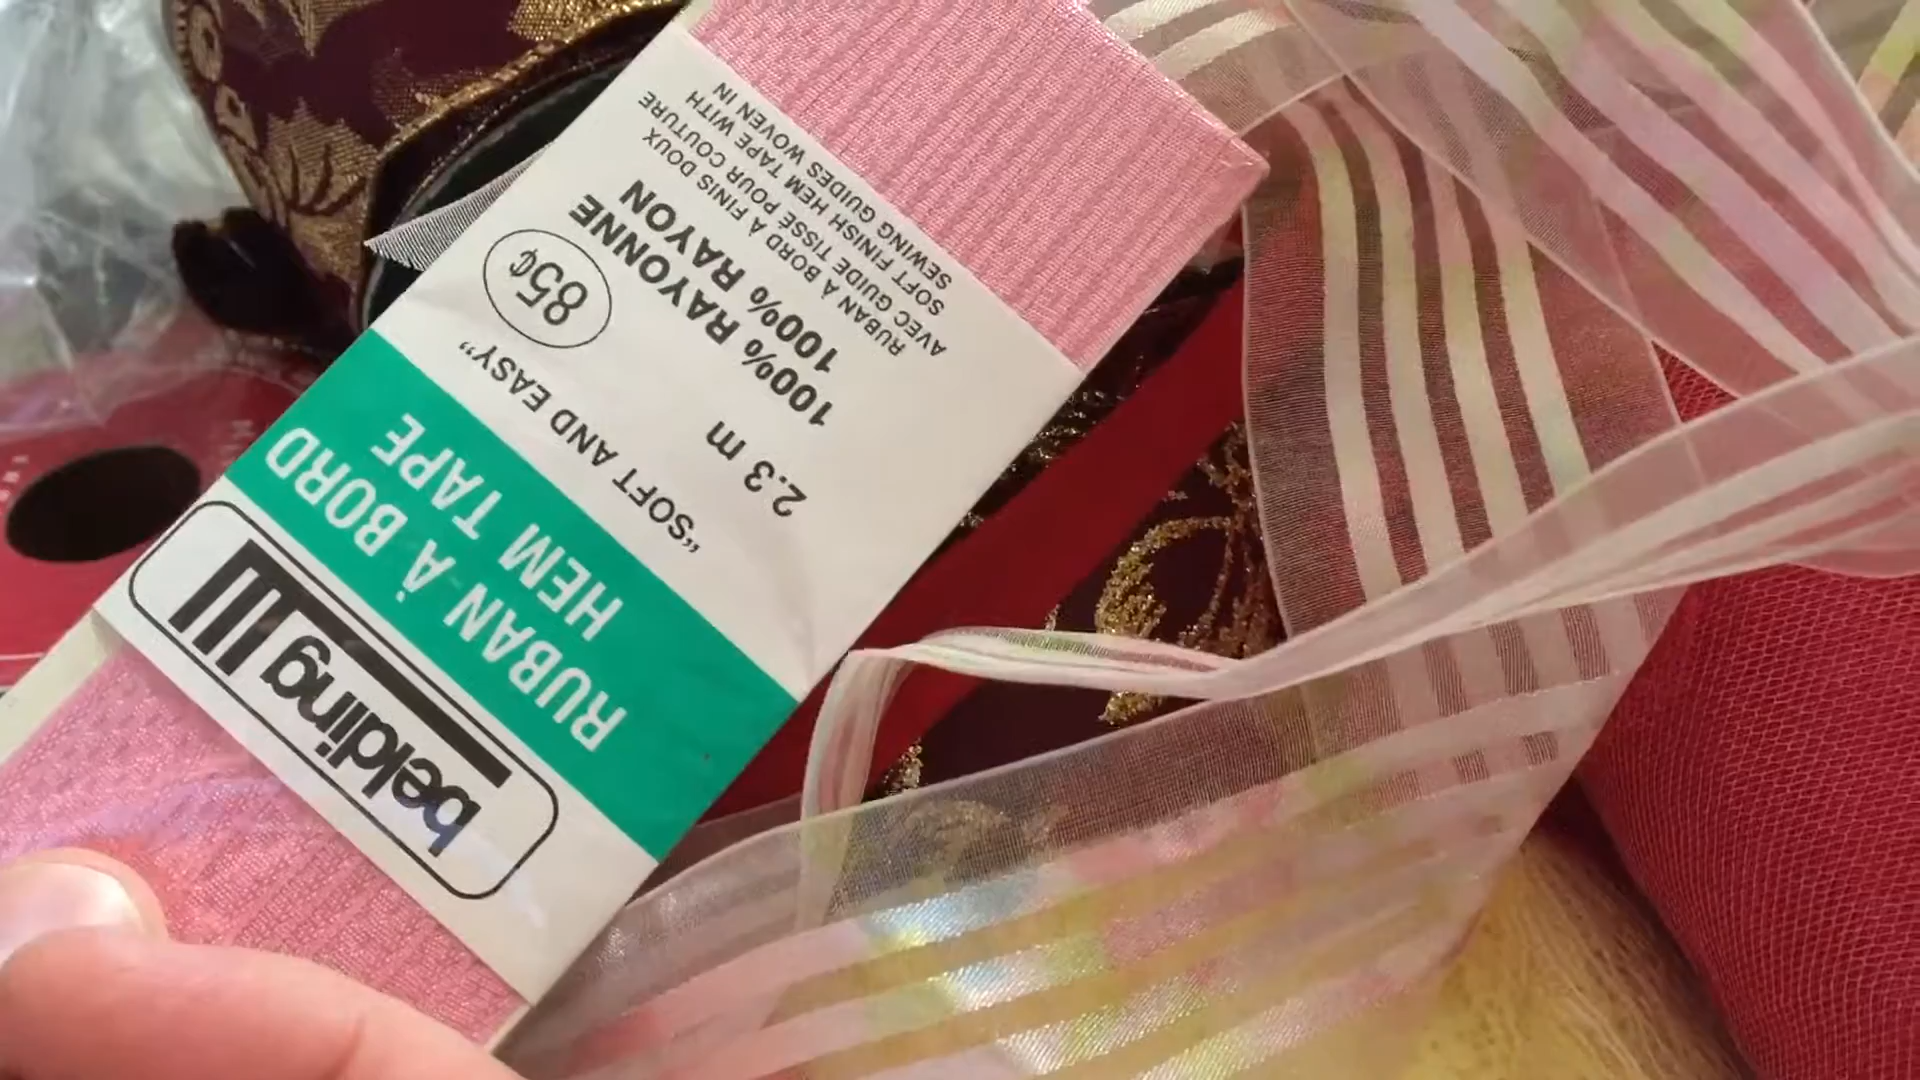 belding
RUBAN À BORD
HEM TAPE
"SOFT AND EASY"
85¢
2.3 m
100% RAYONNE
100% RAYON
RUBAN À BORD A FINIS DOUX
AVEC GUIDE TISSÉ POUR COUTURE
SOFT FINISH HEM TAPE WITH
SEWING GUIDES WOVEN IN